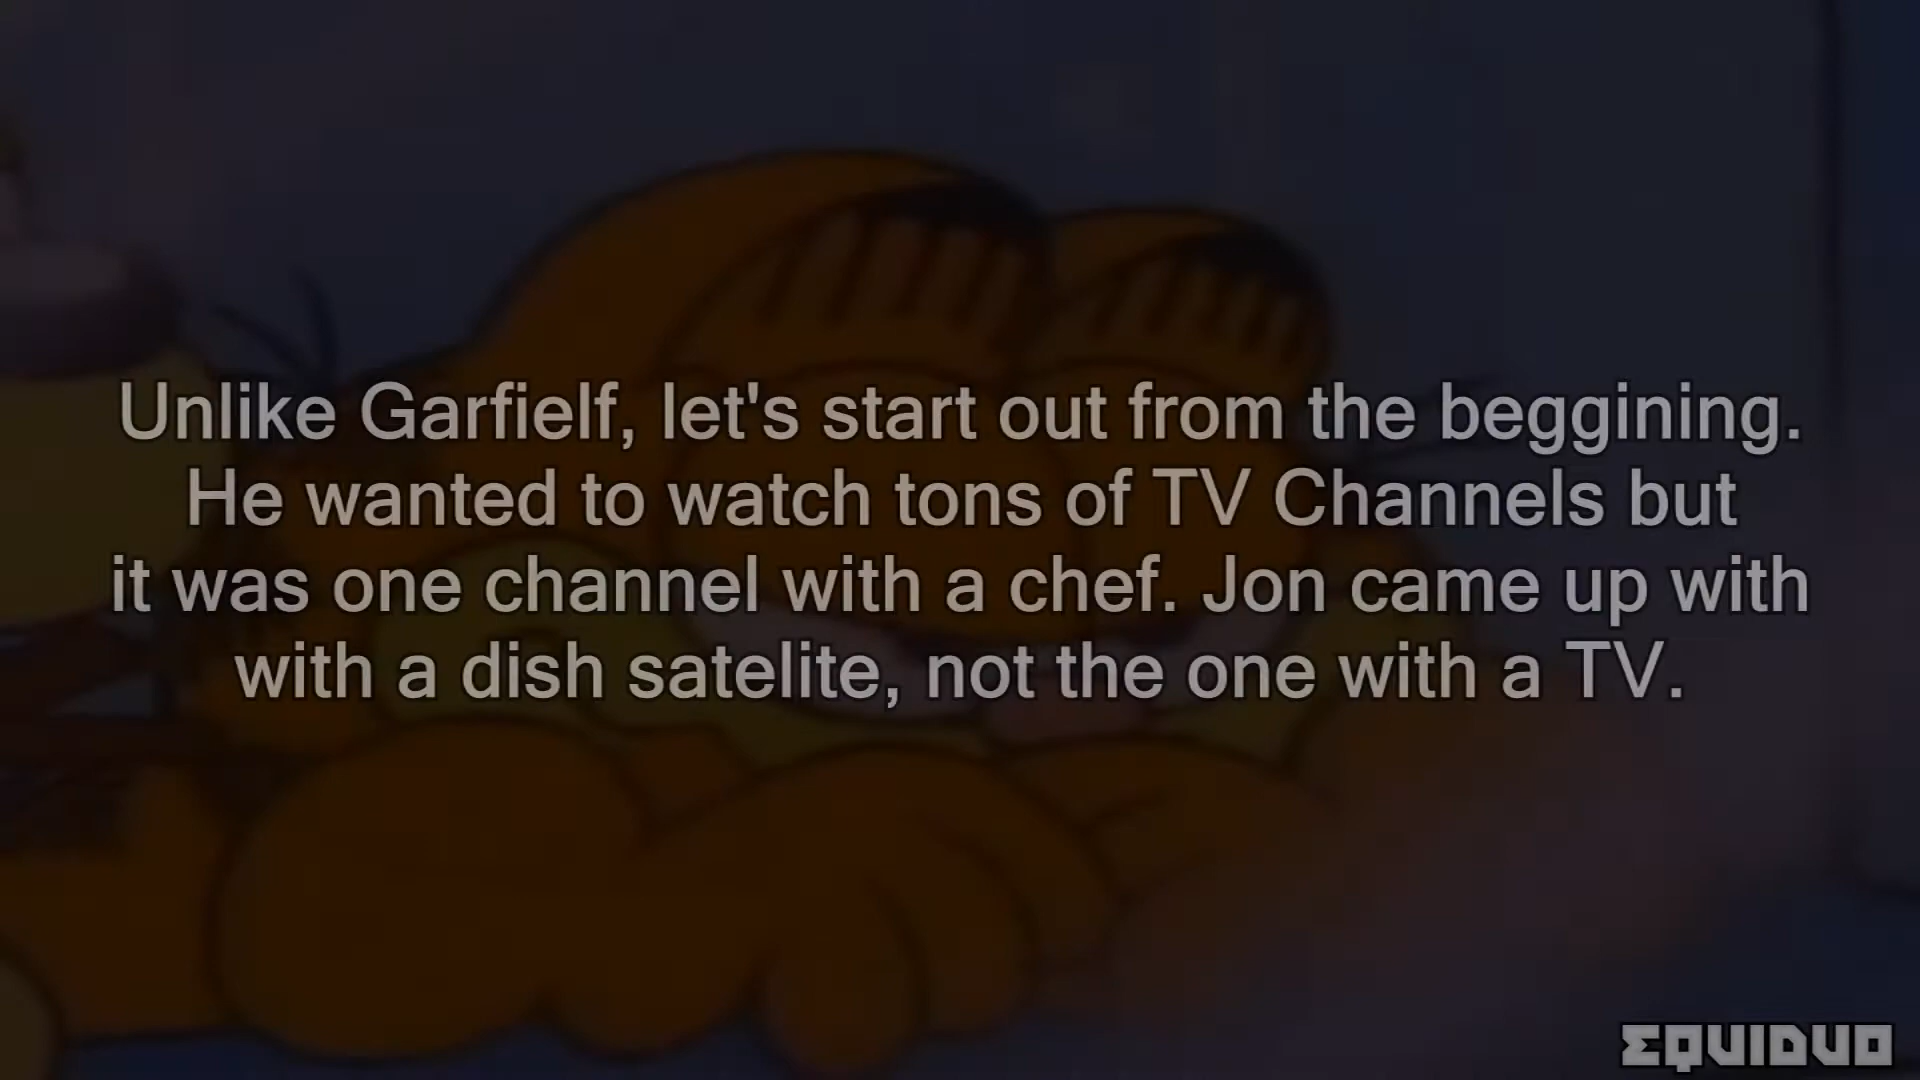 Unlike Garfielf, let's start out from the beggining.
He wanted to watch tons of TV Channels but
it was one channel with a chef. Jon came up with
with a dish satelite, not the one with a TV.
EQUIDUO